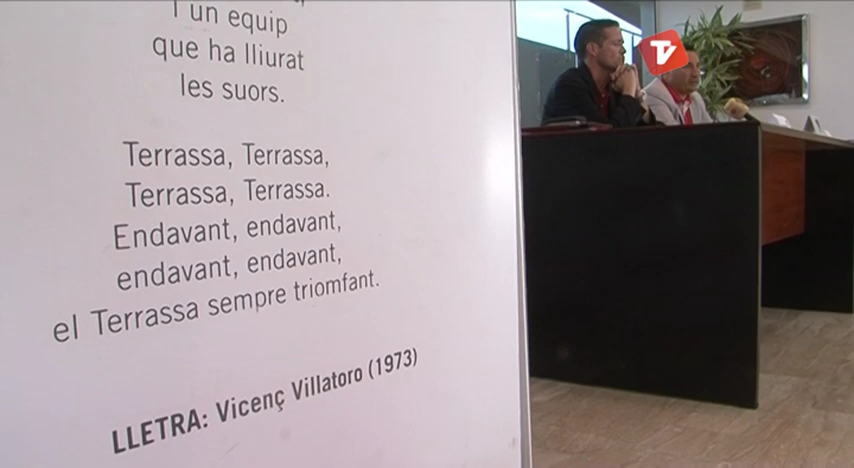 I un equip
que ha lliurat
les suors.
Terrassa, Terrassa,
Terrassa, Terrassa.
Endavant, endavant,
endavant, endavant,
el Terrassa sempre triomfant.
LLETRA: Vicenç Villatoro (1973)
TV